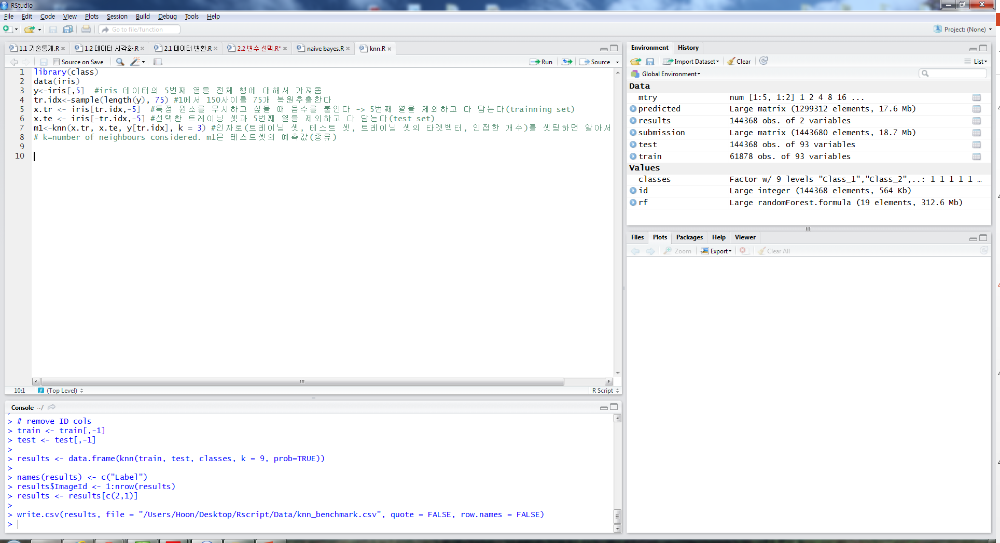 RStudio
File Edit Code View Plots Session Build Debug Tools Help
Go to file/function
Project: (None)
1.1 기술통계.R 1.2 데이터 시각화.R 2.1 데이터 변환.R 2.2 변수 선택.R* naive bayes.R knn.R
Source on Save Run Source
1 library(class)
2 data(iris)
3 y<-iris[,5]  #iris 데이터의 5번째 열을 전체 행에 대해서 가져옴
4 tr.idx<-sample(length(y), 75) #1에서 150사이를 75개 복원추출한다
5 x.tr <- iris[tr.idx,-5]  #특정 원소를 무시하고 싶을 때 음수를 붙인다 -> 5번째 열을 제외하고 다 담는다(trainning set)
6 x.te <- iris[-tr.idx,-5] #선택한 트레이닝 셋과 5번째 열을 제외하고 다 담는다(test set)
7 m1<-knn(x.tr, x.te, y[tr.idx], k = 3) #인자로(트레이닝 셋, 테스트 셋, 트레이닝 셋의 타겟벡터, 인접한 개수)를 셋팅하면 알아서
8 # k=number of neighbours considered. m1은 테스트셋의 예측값(종류)
9
10
10:1 (Top Level) R Script
Console ~/
> # remove ID cols
> train <- train[,-1]
> test <- test[,-1]
>
> results <- data.frame(knn(train, test, classes, k = 9, prob=TRUE))
>
> names(results) <- c("Label")
> results$ImageId <- 1:nrow(results)
> results <- results[c(2,1)]
>
> write.csv(results, file = "/Users/Hoon/Desktop/Rscript/Data/knn_benchmark.csv", quote = FALSE, row.names = FALSE)
>
Environment History
Import Dataset Clear List
Global Environment
Data
mtry num [1:5, 1:2] 1 2 4 8 16 ...
predicted Large matrix (1299312 elements, 17.6 Mb)
results 144368 obs. of 2 variables
submission Large matrix (1443680 elements, 18.7 Mb)
test 144368 obs. of 93 variables
train 61878 obs. of 93 variables
Values
classes Factor w/ 9 levels "Class_1","Class_2",..: 1 1 1 1 1 …
id Large integer (144368 elements, 564 Kb)
rf Large randomForest.formula (19 elements, 312.6 Mb)
Files Plots Packages Help Viewer
Zoom Export Clear All